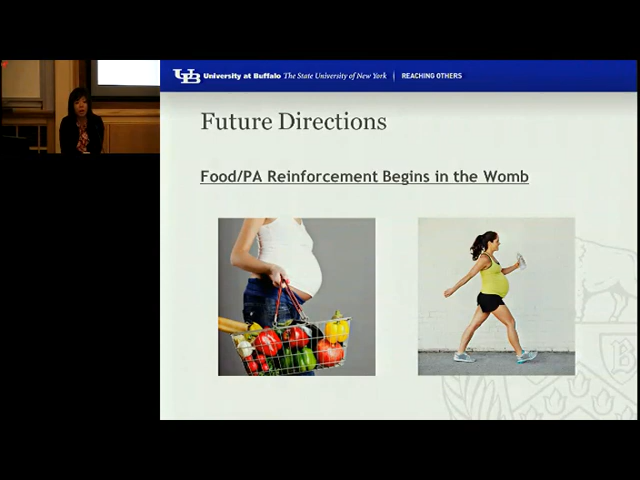 UB University at Buffalo The State University of New York | REACHING OTHERS
Future Directions
Food/PA Reinforcement Begins in the Womb